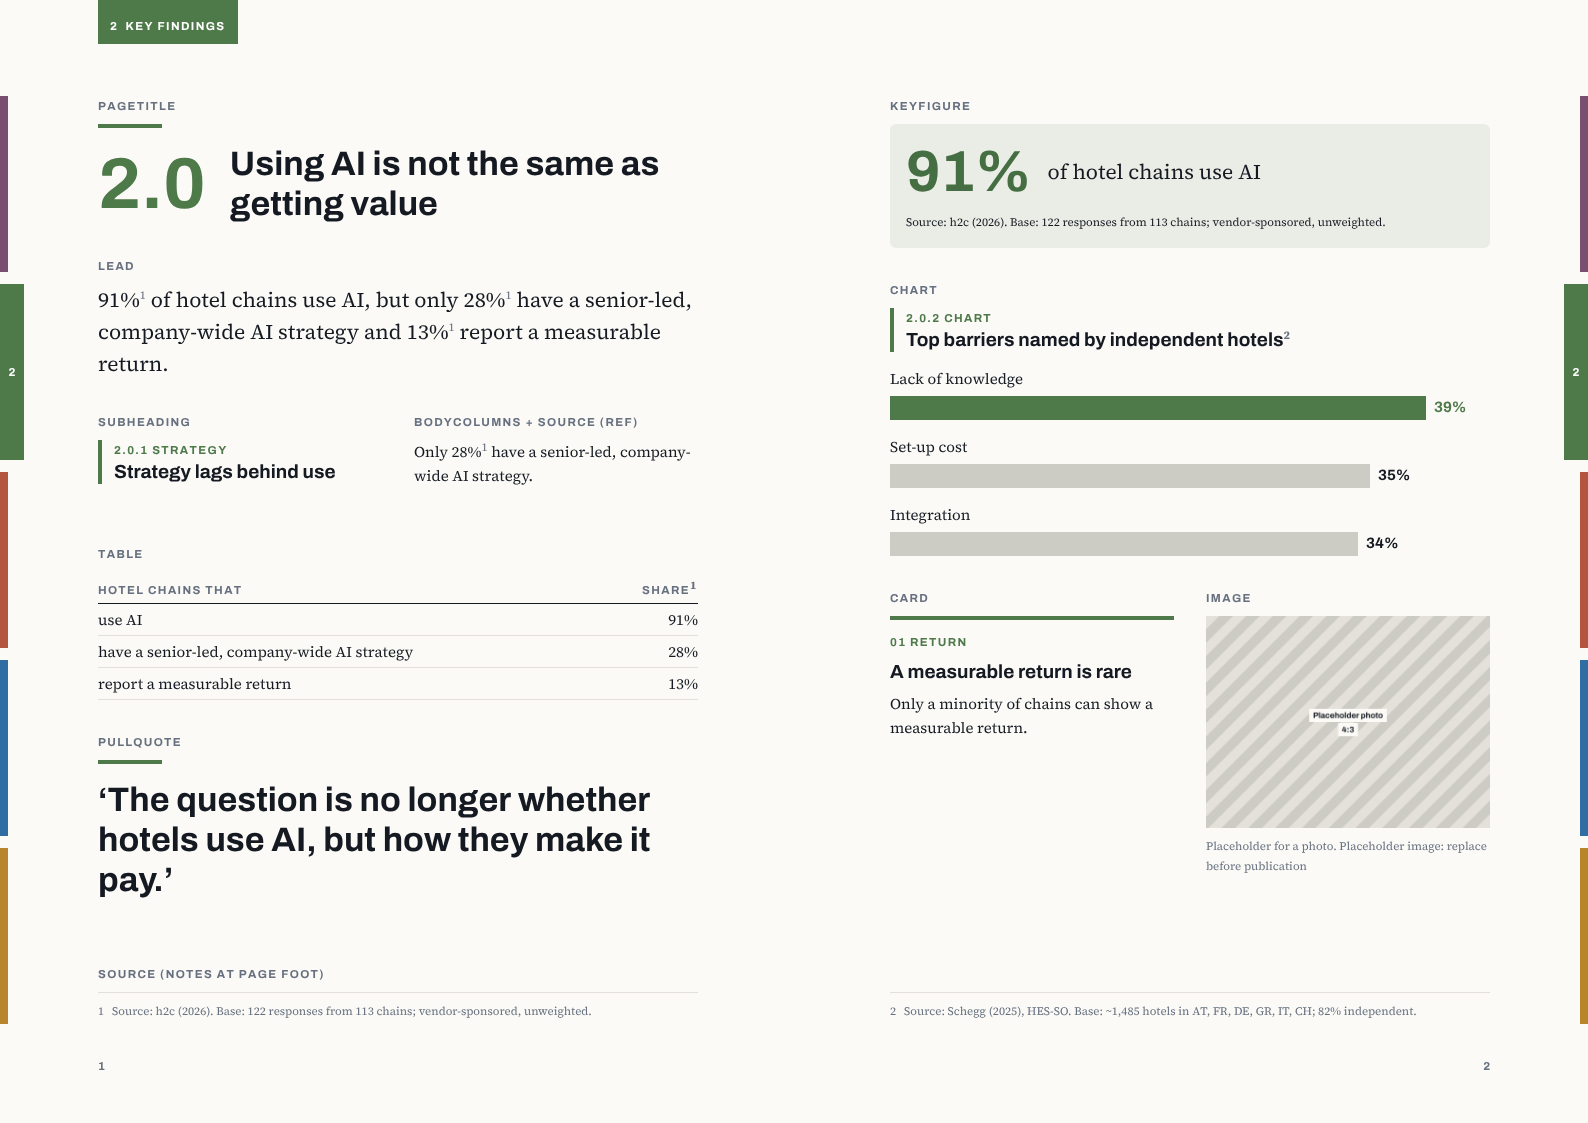 2 KEY FINDINGS
PAGETITLE
2.0
Using AI is not the same as
getting value
LEAD
91%1 of hotel chains use AI, but only 28%1 have a senior-led,
company-wide AI strategy and 13%1 report a measurable
return.
SUBHEADING
2.0.1 STRATEGY
Strategy lags behind use
BODYCOLUMNS + SOURCE (REF)
Only 28%1 have a senior-led, company-
wide AI strategy.
TABLE
HOTEL CHAINS THAT SHARE1
use AI 91%
have a senior-led, company-wide AI strategy 28%
report a measurable return 13%
PULLQUOTE
‘The question is no longer whether
hotels use AI, but how they make it
pay.’
SOURCE (NOTES AT PAGE FOOT)
1 Source: h2c (2026). Base: 122 responses from 113 chains; vendor-sponsored, unweighted.
1
2
KEYFIGURE
91% of hotel chains use AI
Source: h2c (2026). Base: 122 responses from 113 chains; vendor-sponsored, unweighted.
CHART
2.0.2 CHART
Top barriers named by independent hotels2
Lack of knowledge
39%
Set-up cost
35%
Integration
34%
CARD
01 RETURN
A measurable return is rare
Only a minority of chains can show a
measurable return.
IMAGE
Placeholder photo
4:3
Placeholder for a photo. Placeholder image: replace
before publication
2 Source: Schegg (2025), HES-SO. Base: ~1,485 hotels in AT, FR, DE, GR, IT, CH; 82% independent.
2
2